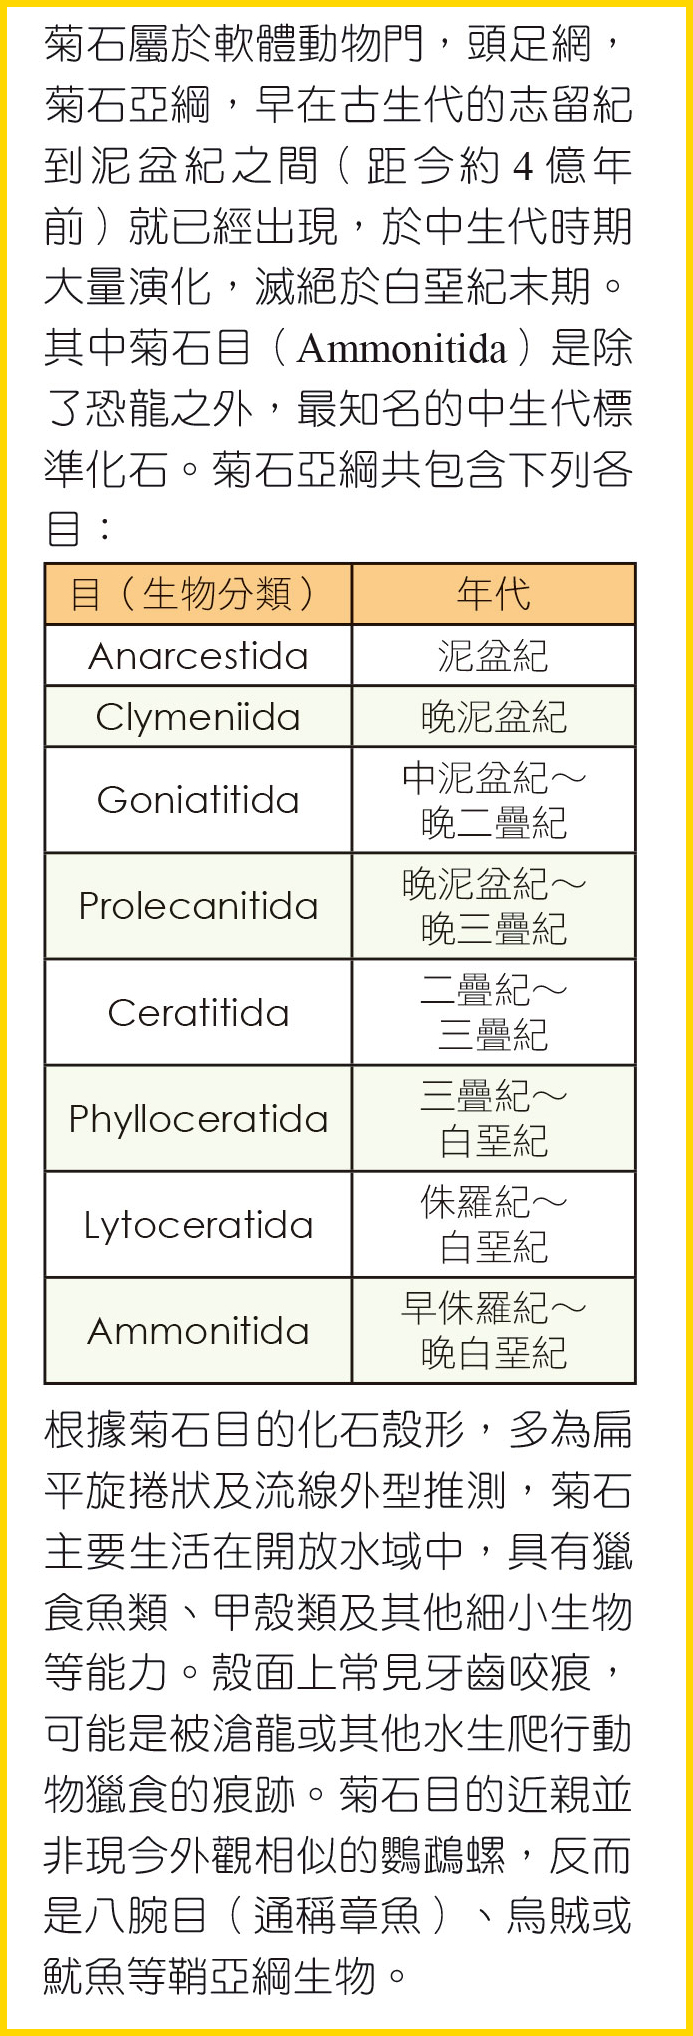 菊石屬於軟體動物門，頭足網，
菊石亞綱，早在古生代的志留紀
到泥盆紀之間（距今約 4 億年
前）就已經出現，於中生代時期
大量演化，滅絕於白堊紀末期。
其中菊石目（Ammonitida）是除
了恐龍之外，最知名的中生代標
準化石。菊石亞綱共包含下列各
目：
目（生物分類） 年代
Anarcestida 泥盆紀
Clymeniida 晚泥盆紀
Goniatitida 中泥盆紀～
晚二疊紀
Prolecanitida 晚泥盆紀～
晚三疊紀
Ceratitida 二疊紀～
三疊紀
Phylloceratida 三疊紀～
白堊紀
Lytoceratida 侏羅紀～
白堊紀
Ammonitida 早侏羅紀～
晚白堊紀
根據菊石目的化石殼形，多為扁
平旋捲狀及流線外型推測，菊石
主要生活在開放水域中，具有獵
食魚類、甲殼類及其他細小生物
等能力。殼面上常見牙齒咬痕，
可能是被滄龍或其他水生爬行動
物獵食的痕跡。菊石目的近親並
非現今外觀相似的鸚鵡螺，反而
是八腕目（通稱章魚）、烏賊或
魷魚等鞘亞綱生物。